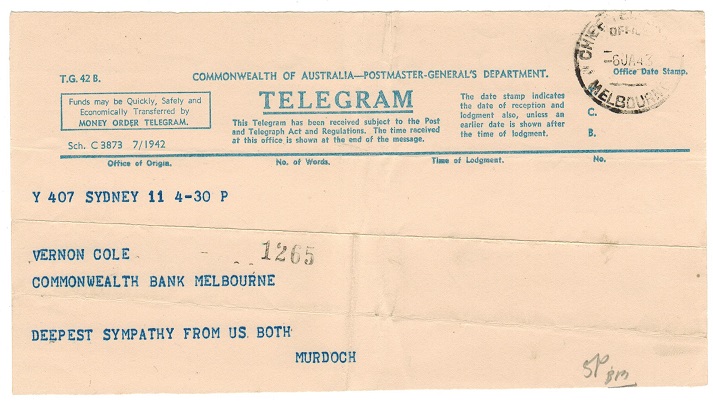 T.G. 42 B.
COMMONWEALTH OF AUSTRALIA—POSTMASTER-GENERAL'S DEPARTMENT.
TELEGRAM
Funds may be Quickly, Safely and
Economically Transferred by
MONEY ORDER TELEGRAM.
Sch. C 3873 7/1942
This Telegram has been received subject to the Post
and Telegraph Act and Regulations. The time received
at this office is shown at the end of the message.
The date stamp indicates
the date of reception and
lodgment also, unless an
earlier date is shown after
the time of lodgment.
CHIEF
-6JA43
MELBOURNE
Office Date Stamp.
C.
B.
Office of Origin. No. of Words. Time of Lodgment. No.
Y 407 SYDNEY 11 4-30 P
VERNON COLE
1265
COMMONWEALTH BANK MELBOURNE
DEEPEST SYMPATHY FROM US BOTH
MURDOCH